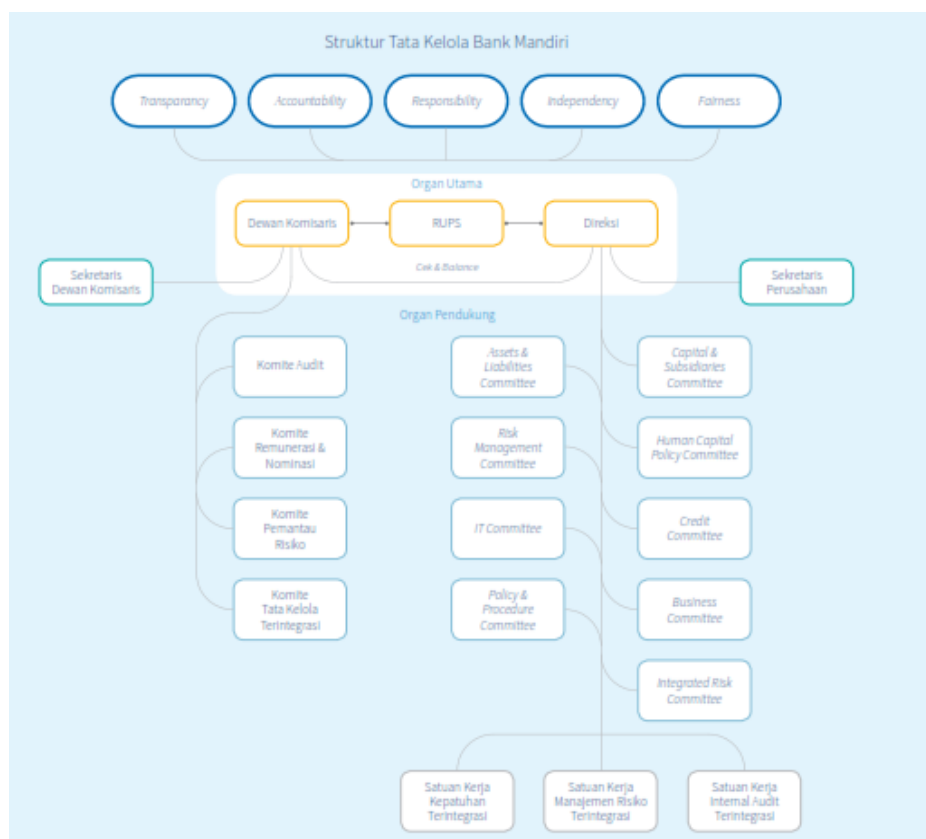 Struktur Tata Kelola Bank Mandiri
Transparancy
Accountability
Responsibility
Independency
Fairness
Organ Utama
Dewan Komisaris
RUPS
Direksi
Cek & Balance
Sekretaris
Dewan Komisaris
Sekretaris
Perusahaan
Organ Pendukung
Komite Audit
Assets &
Liabilities
Committee
Capital &
Subsidiaries
Committee
Komite
Remunerasi &
Nominasi
Risk
Management
Committee
Human Capital
Policy Committee
Komite
Pemantau
Risiko
IT Committee
Credit
Committee
Komite
Tata Kelola
Terintegrasi
Policy &
Procedure
Committee
Business
Committee
Integrated Risk
Committee
Satuan Kerja
Kepatuhan
Terintegrasi
Satuan Kerja
Manajemen Risiko
Terintegrasi
Satuan Kerja
Internal Audit
Terintegrasi